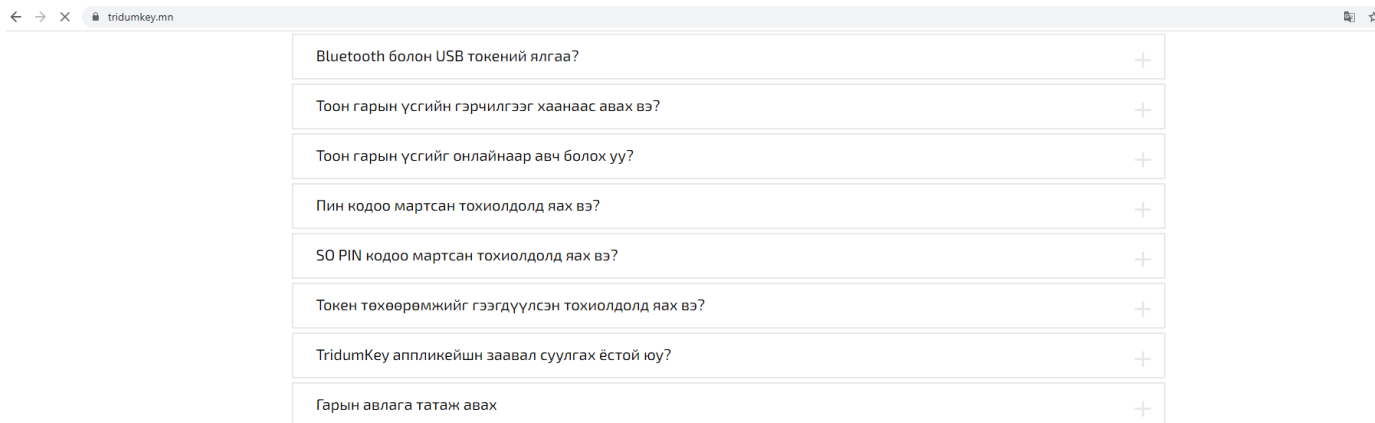 tridumkey.mn
Bluetooth болон USB токений ялгаа?
Тоон гарын үсгийн гэрчилгээг хаанаас авах вэ?
Тоон гарын үсгийг онлайнаар авч болох уу?
Пин кодоо мартсан тохиолдолд яах вэ?
SO PIN кодоо мартсан тохиолдолд яах вэ?
Токен төхөөрөмжийг гээгдүүлсэн тохиолдолд яах вэ?
TridumKey аппликейшн заавал суулгах ёстой юу?
Гарын авлага татаж авах